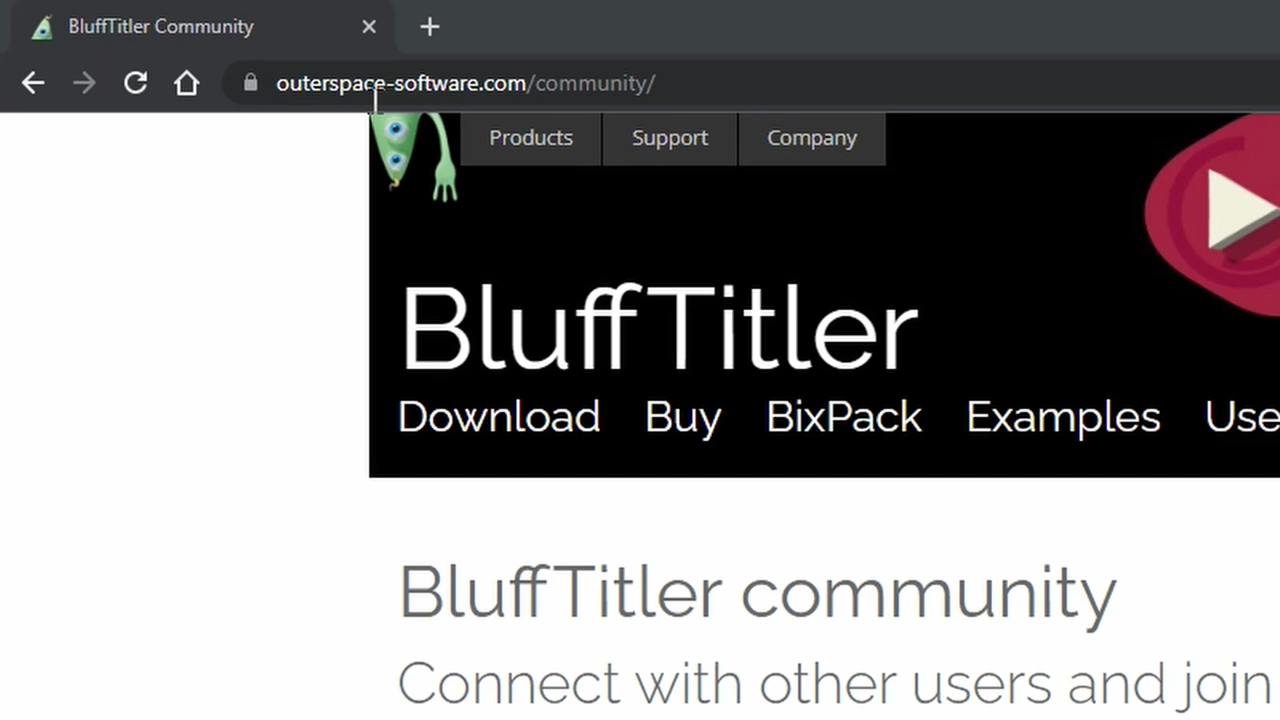 BluffTitler Community
outerspace-software.com/community/
Products Support Company
BluffTitler
Download Buy BixPack Examples
BluffTitler community
Connect with other users and join